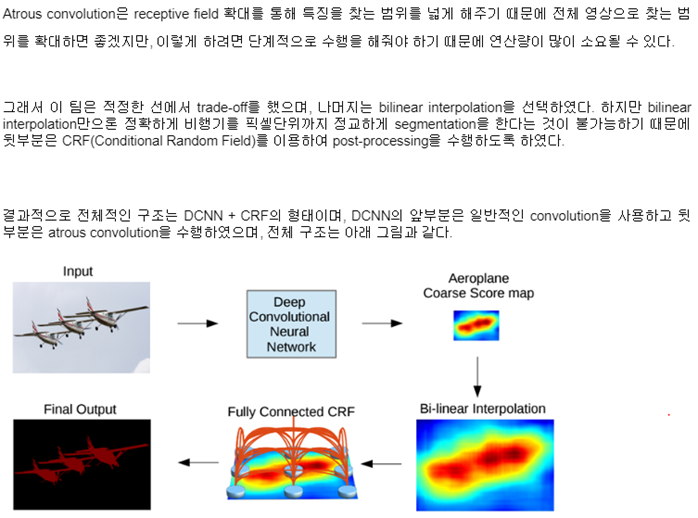 Atrous convolution은 receptive field 확대를 통해 특징을 찾는 범위를 넓게 해주기 때문에 전체 영상으로 찾는 범
위를 확대하면 좋겠지만, 이렇게 하려면 단계적으로 수행을 해줘야 하기 때문에 연산량이 많이 소요될 수 있다.
그래서 이 팀은 적정한 선에서 trade-off를 했으며, 나머지는 bilinear interpolation을 선택하였다. 하지만 bilinear
interpolation만으론 정확하게 비행기를 픽셀단위까지 정교하게 segmentation을 한다는 것이 불가능하기 때문에
뒷부분은 CRF(Conditional Random Field)를 이용하여 post-processing을 수행하도록 하였다.
결과적으로 전체적인 구조는 DCNN + CRF의 형태이며, DCNN의 앞부분은 일반적인 convolution을 사용하고 뒷
부분은 atrous convolution을 수행하였으며, 전체 구조는 아래 그림과 같다.
Input
Deep
Convolutional
Neural
Network
Aeroplane
Coarse Score map
Final Output
Fully Connected CRF
Bi-linear Interpolation